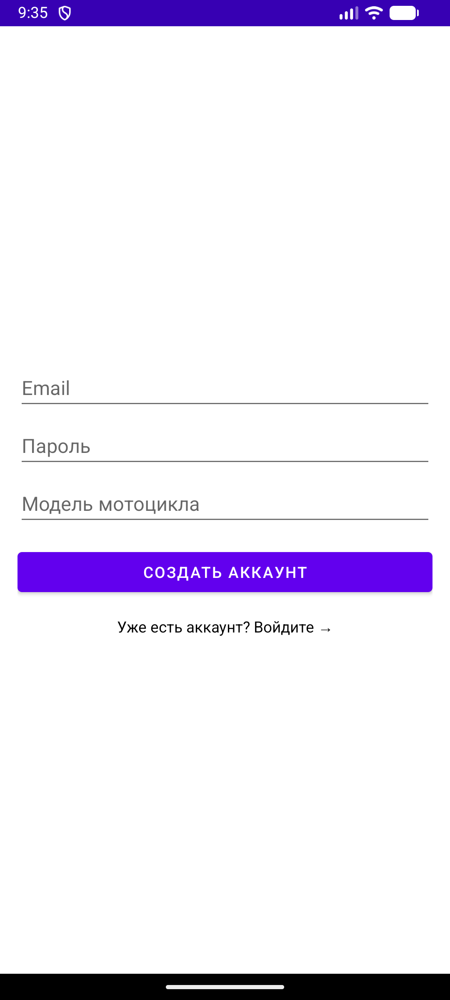 9:35
Email
Пароль
Модель мотоцикла
СОЗДАТЬ АККАУНТ
Уже есть аккаунт? Войдите →